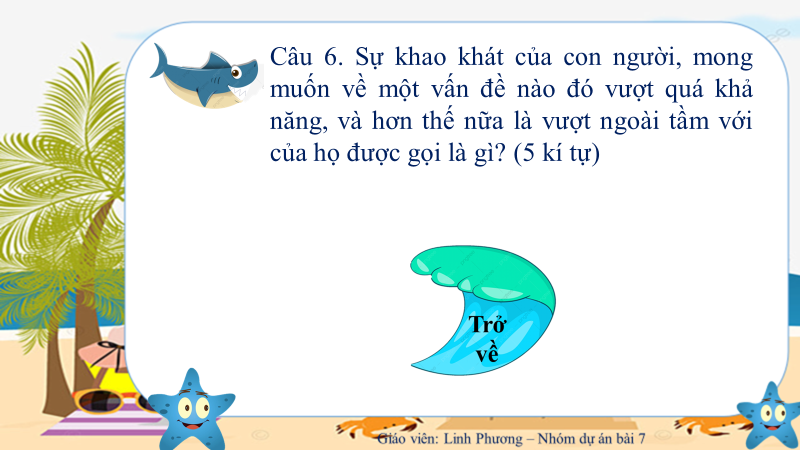 Câu 6. Sự khao khát của con người, mong
muốn về một vấn đề nào đó vượt quá khả
năng, và hơn thế nữa là vượt ngoài tầm với
của họ được gọi là gì? (5 kí tự)
Trở
về
Giáo viên: Linh Phương – Nhóm dự án bài 7